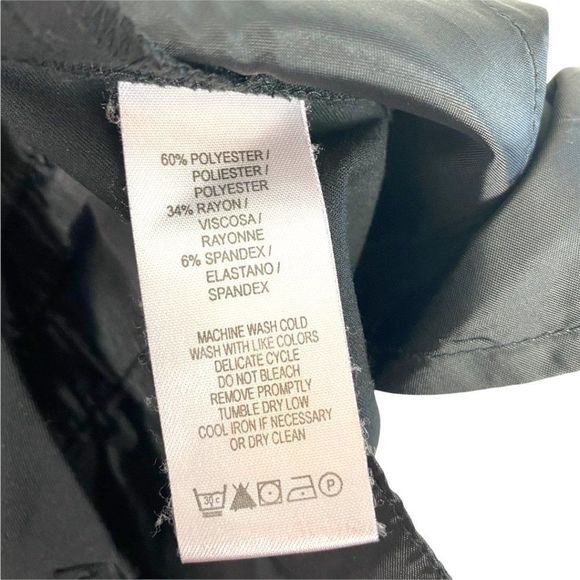 60% POLYESTER /
POLIESTER /
POLYESTER
34% RAYON /
VISCOSA /
RAYONNE
6% SPANDEX /
ELASTANO /
SPANDEX
MACHINE WASH COLD
WASH WITH LIKE COLORS
DELICATE CYCLE
DO NOT BLEACH
REMOVE PROMPTLY
TUMBLE DRY LOW
COOL IRON IF NECESSARY
OR DRY CLEAN
30 c P